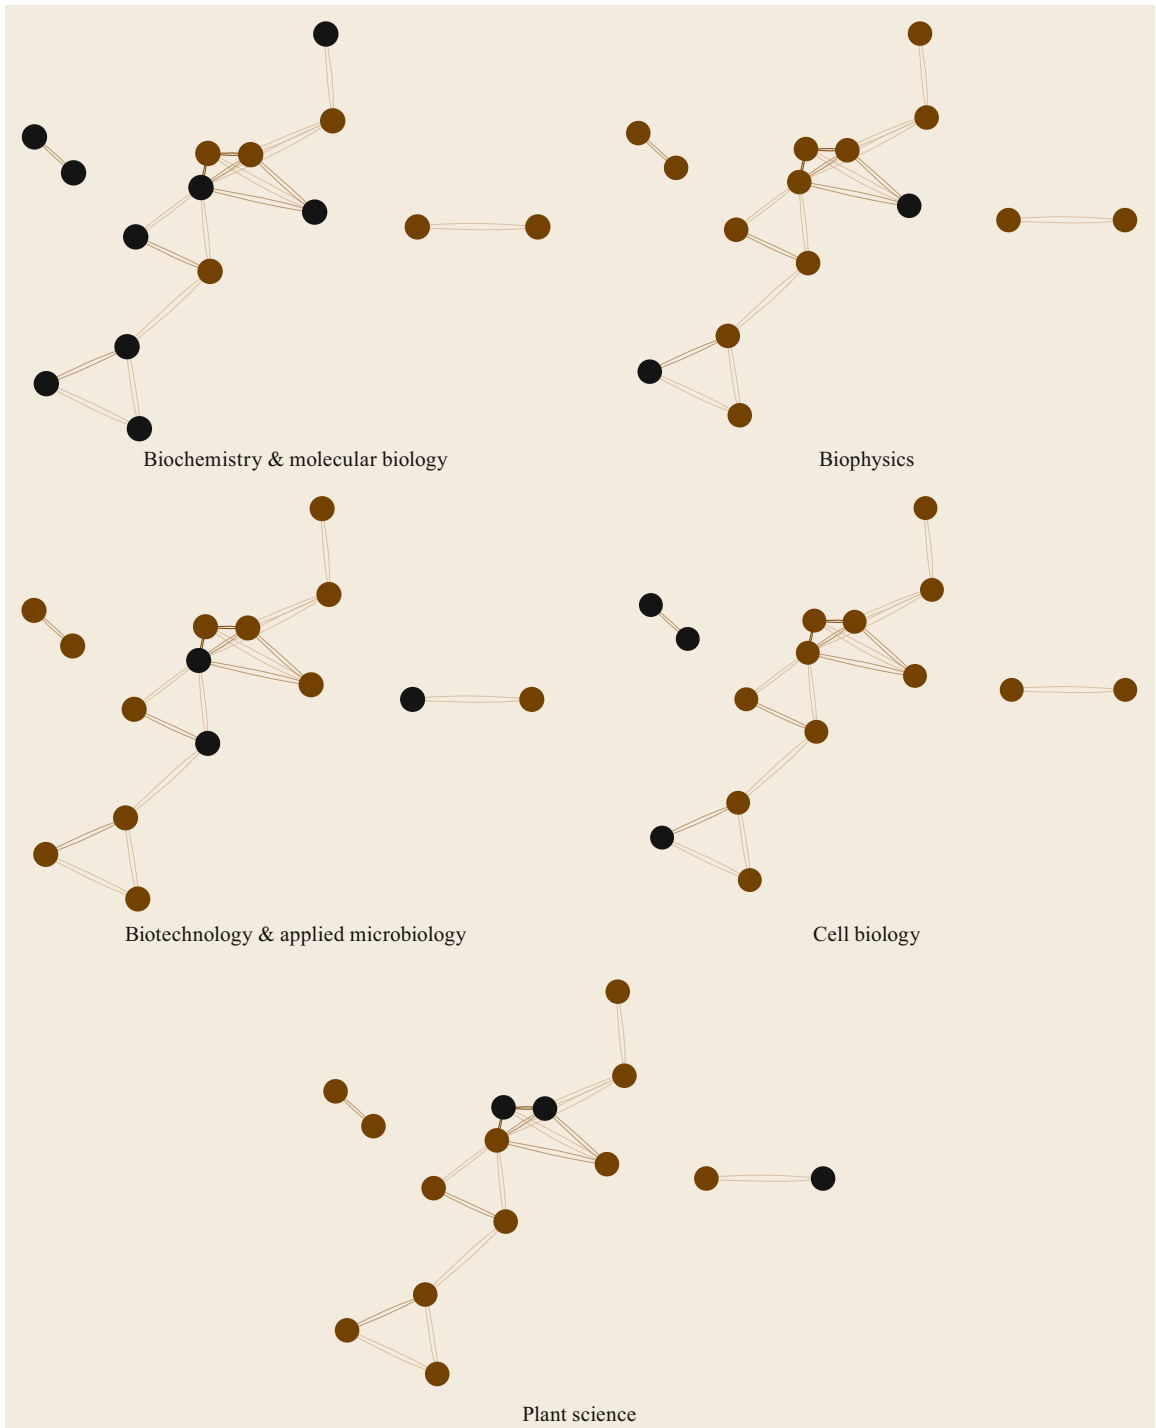 Biochemistry & molecular biology
Biophysics
Biotechnology & applied microbiology
Cell biology
Plant science